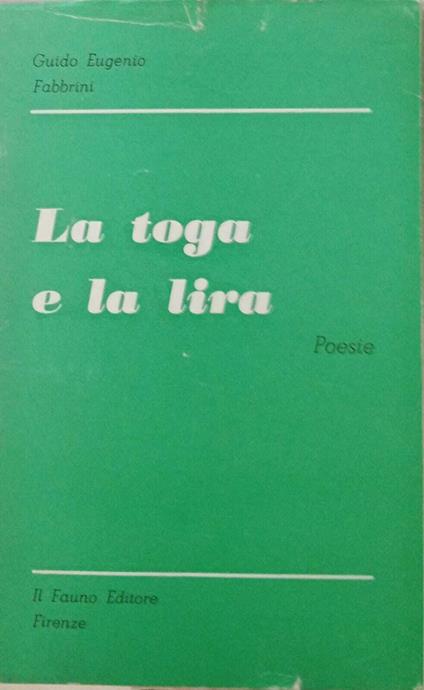 Guido Eugenio
Fabbrini
La toga
e la lira
Poesie
Il Fauno Editore
Firenze